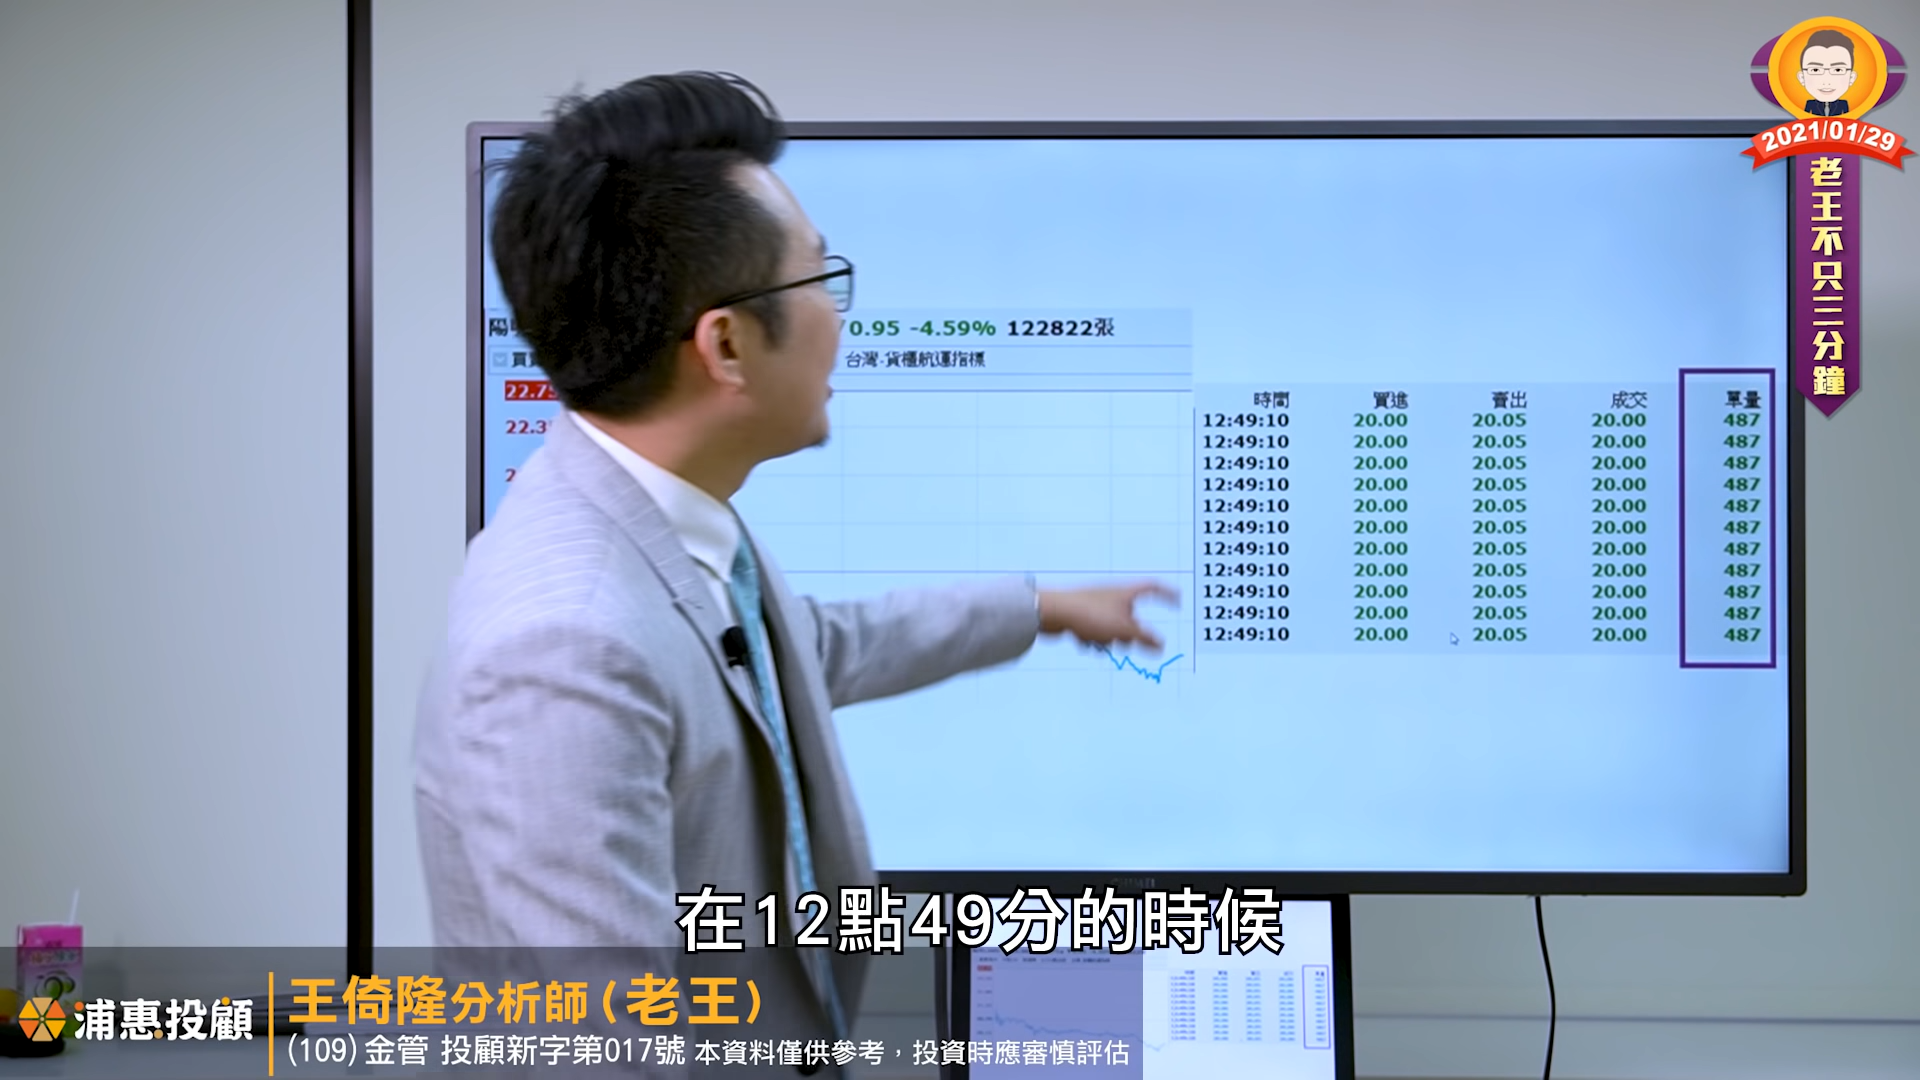 2021/01/29
老王不只三分鐘
0.95 -4.59% 122822張
台灣-貨櫃航運指標
22.75
22.3
時間 買進 賣出 成交 單量
12:49:10 20.00 20.05 20.00 487
12:49:10 20.00 20.05 20.00 487
12:49:10 20.00 20.05 20.00 487
12:49:10 20.00 20.05 20.00 487
12:49:10 20.00 20.05 20.00 487
12:49:10 20.00 20.05 20.00 487
12:49:10 20.00 20.05 20.00 487
12:49:10 20.00 20.05 20.00 487
12:49:10 20.00 20.05 20.00 487
12:49:10 20.00 20.05 20.00 487
12:49:10 20.00 20.05 20.00 487
在12點49分的時候
浦惠投顧
王倚隆分析師(老王)
(109)金管 投顧新字第017號 本資料僅供參考，投資時應審慎評估